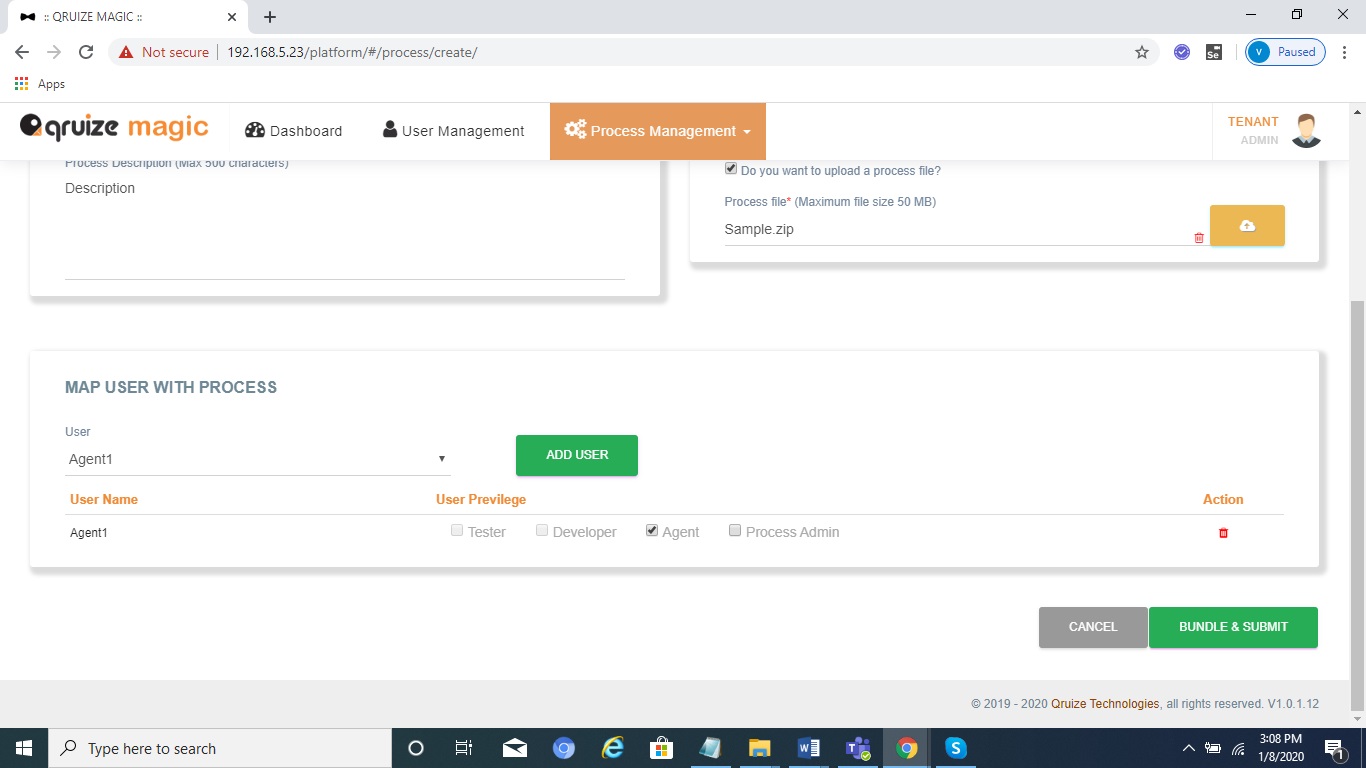 :: QRUIZE MAGIC ::
Not secure
192.168.5.23/platform/#/process/create/
Se
V
Paused
Apps
qruize magic
Dashboard
User Management
Process Management
TENANT
ADMIN
Process Description (Max 500 characters)
Description
Do you want to upload a process file?
Process file* (Maximum file size 50 MB)
Sample.zip
MAP USER WITH PROCESS
User
Agent1
ADD USER
User Name User Previlege Action
Agent1 Tester Developer Agent Process Admin
CANCEL
BUNDLE & SUBMIT
© 2019 - 2020 Qruize Technologies, all rights reserved. V1.0.1.12
Type here to search
3:08 PM
1/8/2020
1